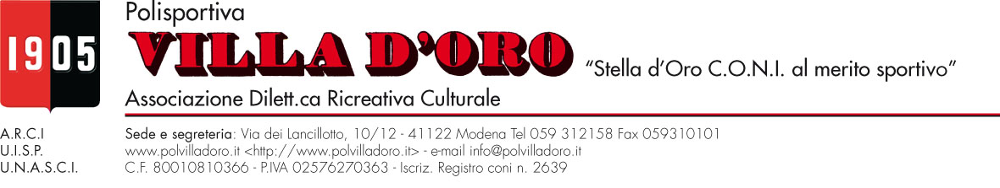 1905
Polisportiva
VILLA D'ORO
“Stella d’Oro C.O.N.I. al merito sportivo”
Associazione Dilett.ca Ricreativa Culturale
A.R.C.I
U.I.S.P.
U.N.A.S.C.I.
Sede e segreteria: Via dei Lancillotto, 10/12 - 41122 Modena Tel 059 312158 Fax 059310101
www.polvilladoro.it <http://www.polvilladoro.it> - e-mail info@polvilladoro.it
C.F. 80010810366 - P.IVA 02576270363 - Iscriz. Registro coni n. 2639